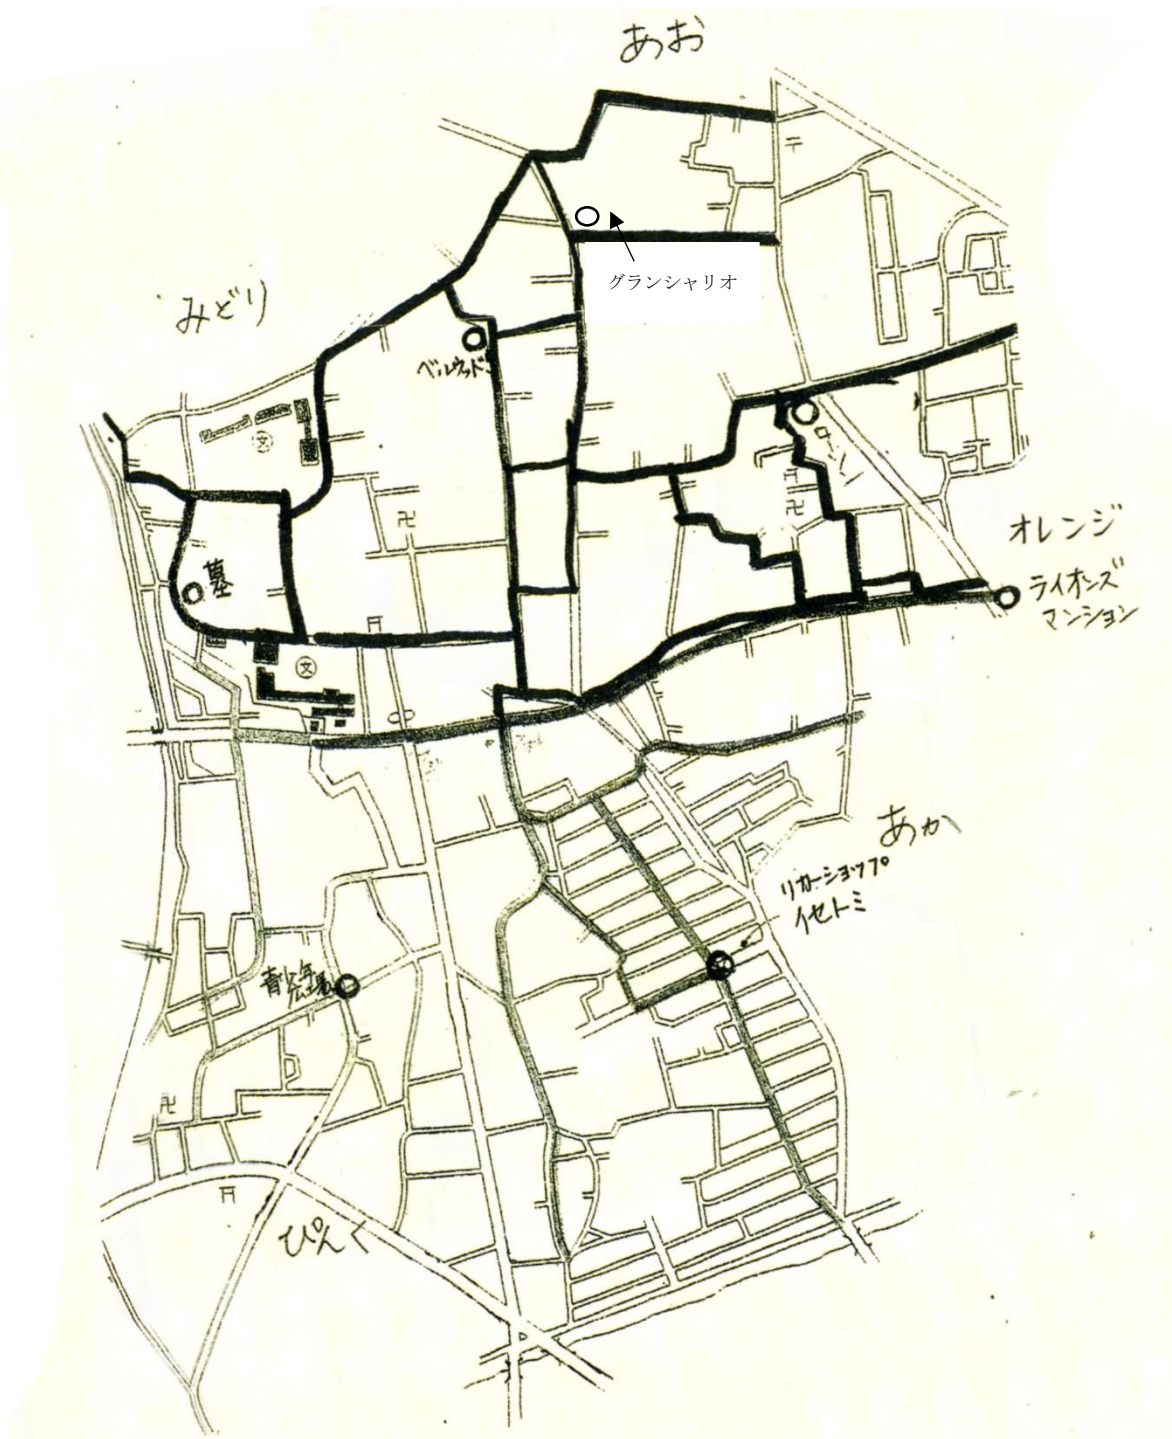 あお
グランシャリオ
みどり
ベルウッド
文
ローソン
卍
卍
オレンジ
墓
ライオンズ
マンション
文
あか
リカーショップ
イセトミ
青少年
広場
卍
ぴんく